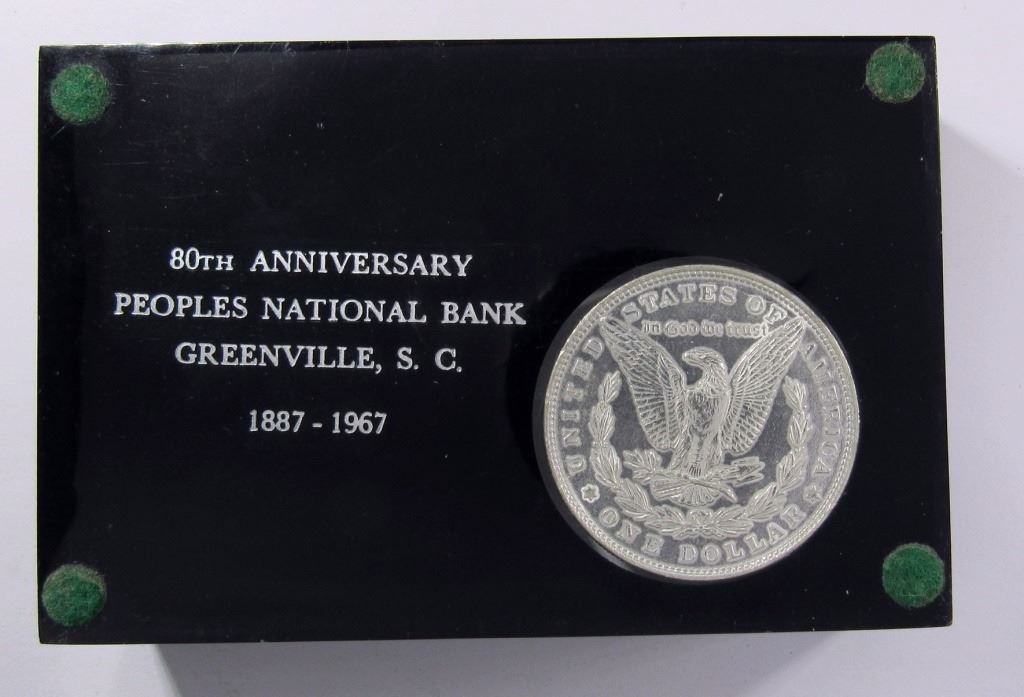 80TH ANNIVERSARY
PEOPLES NATIONAL BANK
GREENVILLE, S. C.
1887 - 1967
UNITED STATES OF AMERICA
In God we trust
ONE DOLLAR